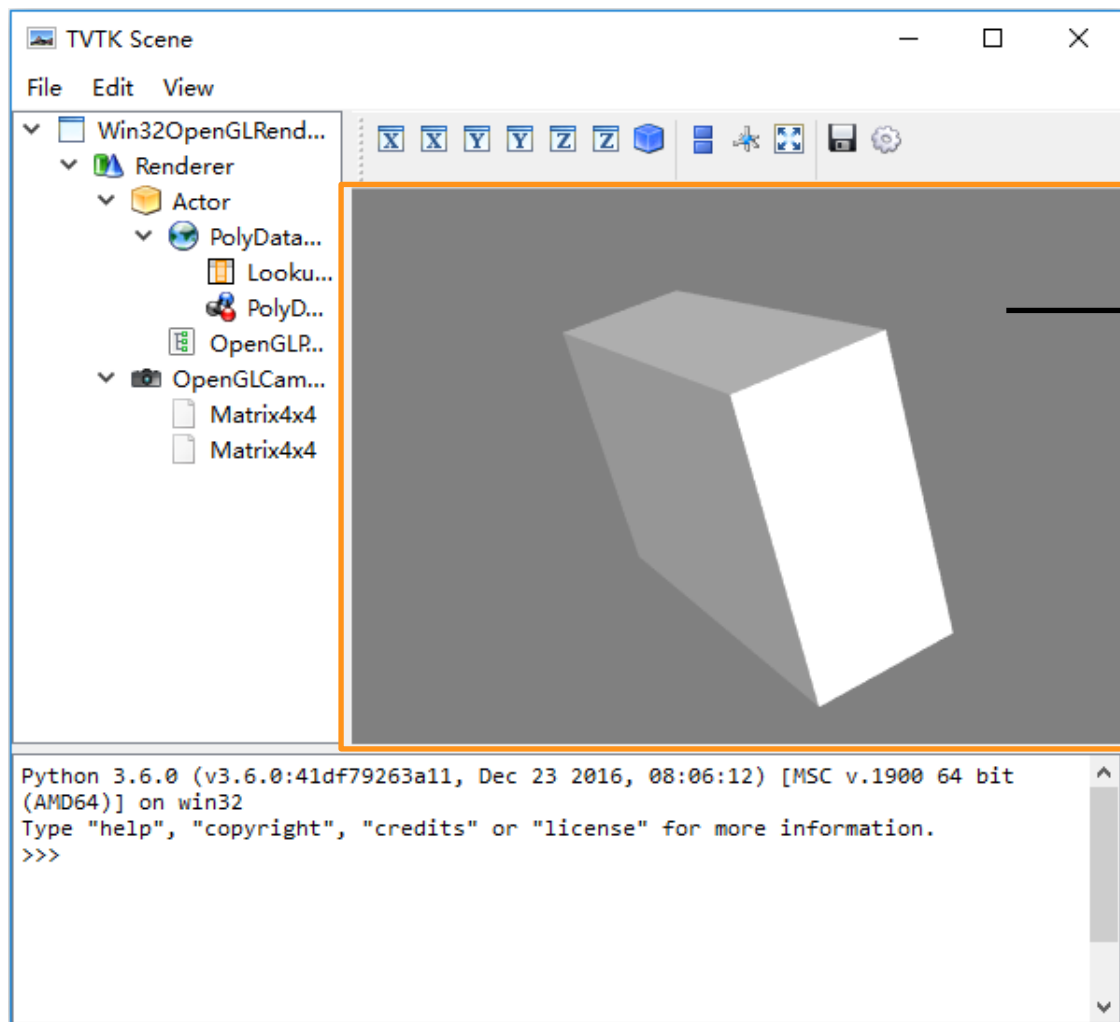 TVTK Scene
File Edit View
Win32OpenGLRend...
Renderer
Actor
PolyData...
Looku...
PolyD...
OpenGLP...
OpenGLCam...
Matrix4x4
Matrix4x4
X X Y Y Z Z
Python 3.6.0 (v3.6.0:41df79263a11, Dec 23 2016, 08:06:12) [MSC v.1900 64 bit
(AMD64)] on win32
Type "help", "copyright", "credits" or "license" for more information.
>>>